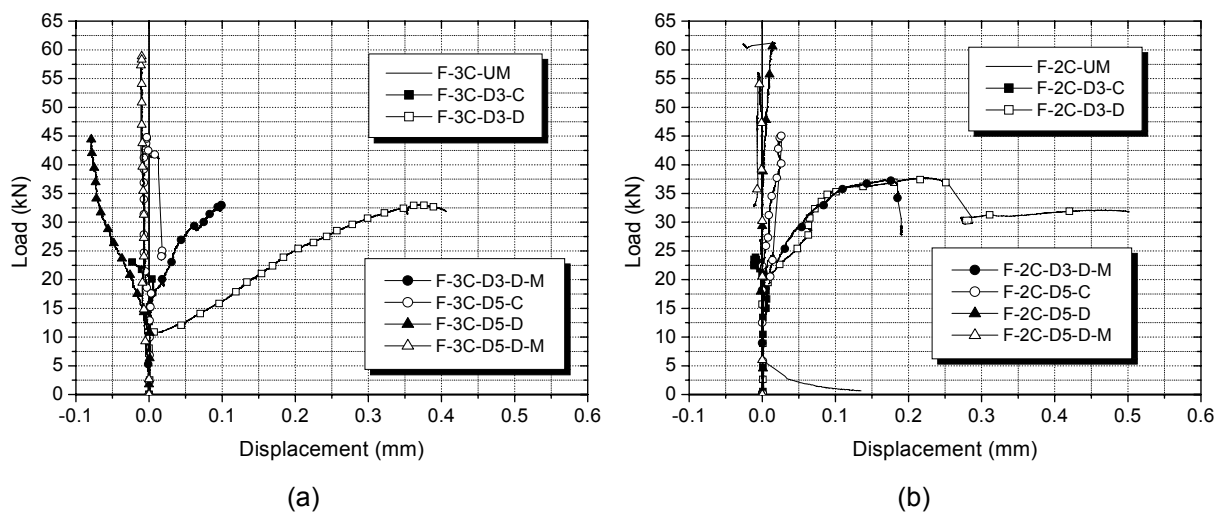 65
60
55
50
45
40
35
30
25
20
15
10
5
0
Load (kN)
F-3C-UM
F-3C-D3-C
F-3C-D3-D
F-3C-D3-D-M
F-3C-D5-C
F-3C-D5-D
F-3C-D5-D-M
-0.1 0.0 0.1 0.2 0.3 0.4 0.5 0.6
Displacement (mm)
(a)
65
60
55
50
45
40
35
30
25
20
15
10
5
0
Load (kN)
F-2C-UM
F-2C-D3-C
F-2C-D3-D
F-2C-D3-D-M
F-2C-D5-C
F-2C-D5-D
F-2C-D5-D-M
-0.1 0.0 0.1 0.2 0.3 0.4 0.5 0.6
Displacement (mm)
(b)